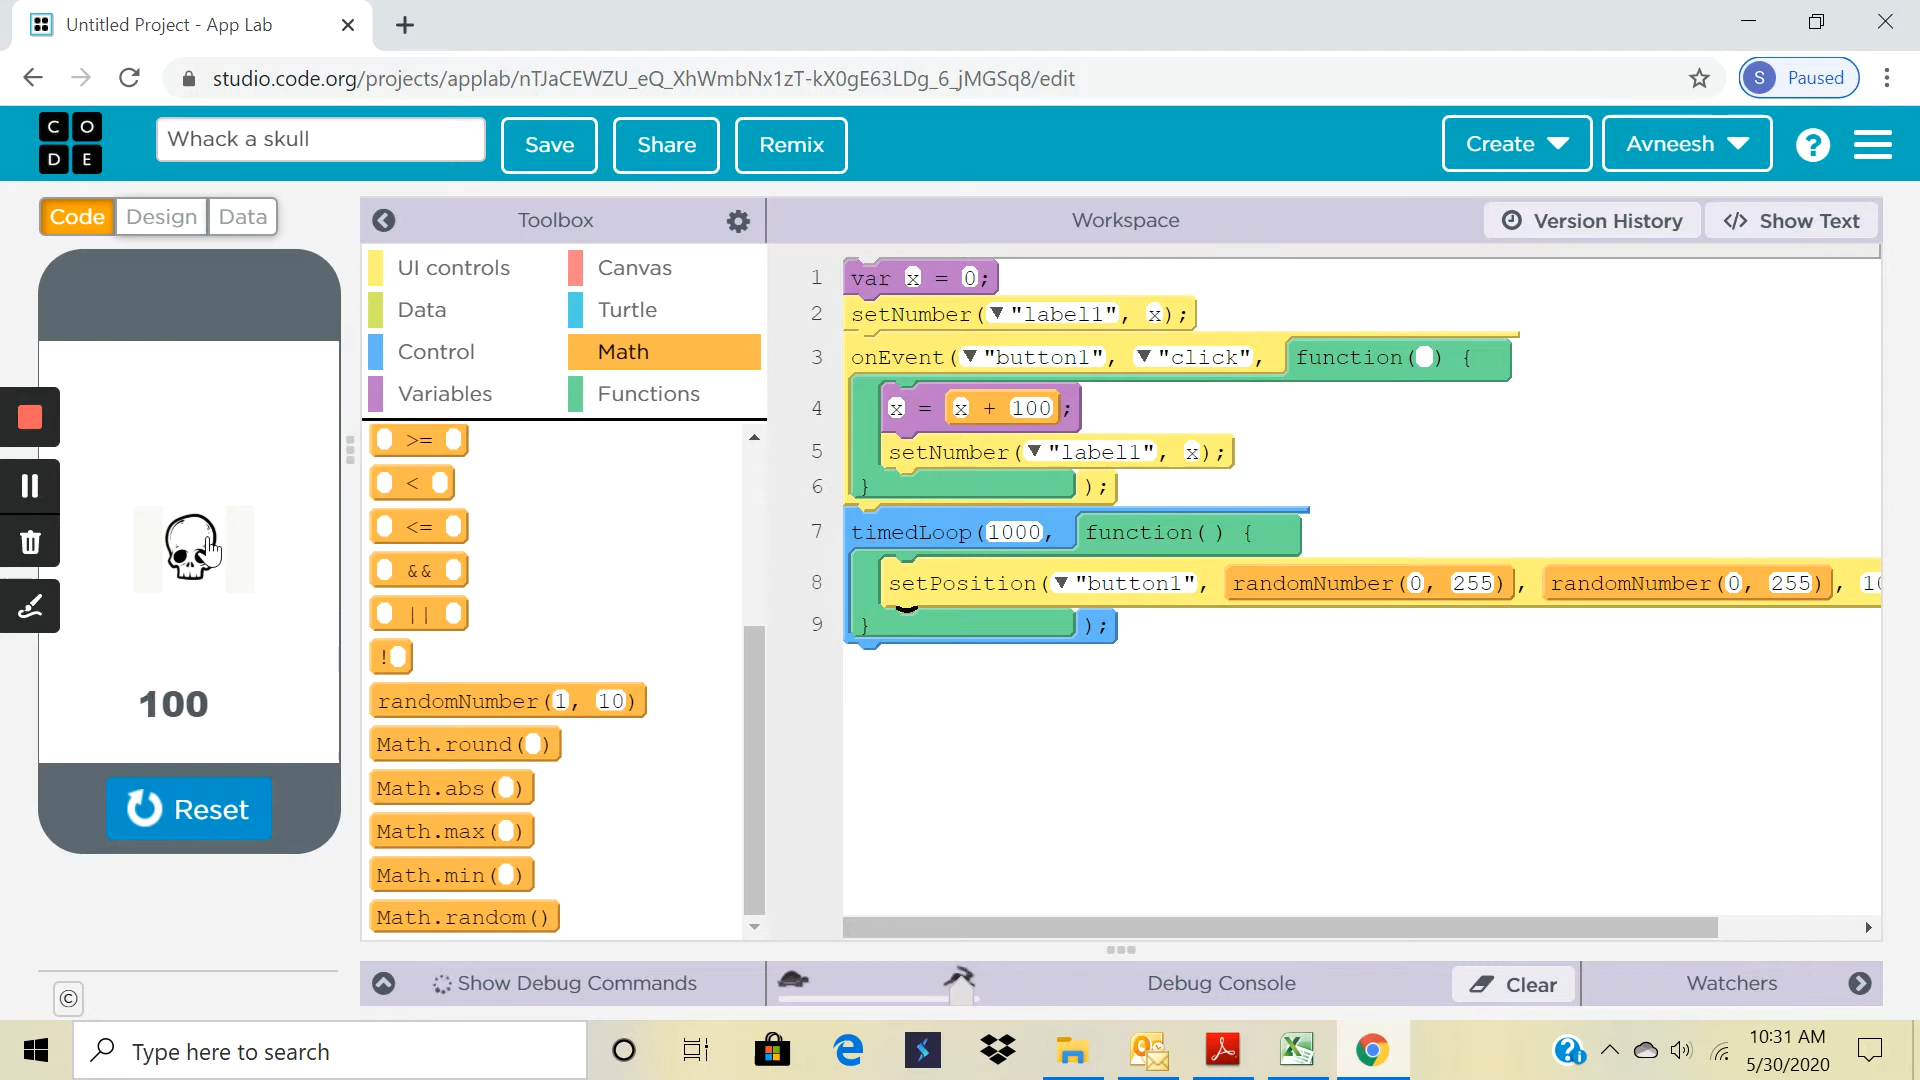 Untitled Project - App Lab
studio.code.org/projects/applab/nTJaCEWZU_eQ_XhWmbNx1zT-kX0gE63LDg_6_jMGSq8/edit
S Paused
C O
D E
Whack a skull
Save
Share
Remix
Create
Avneesh
?
Code
Design
Data
Toolbox
Workspace
Version History
</> Show Text
UI controls
Canvas
Data
Turtle
Control
Math
Variables
Functions
>=
<
<=
&&
||
!
randomNumber(1, 10)
Math.round( )
Math.abs( )
Math.max( )
Math.min( )
Math.random()
1 var x = 0;
2 setNumber(▼"label1", x);
3 onEvent(▼"button1", ▼"click", function( ) {
4 x = x + 100;
5 setNumber(▼"label1", x);
6 } );
7 timedLoop(1000, function( ) {
8 setPosition(▼"button1", randomNumber(0, 255), randomNumber(0, 255), 10
9 } );
100
Reset
©
Show Debug Commands
Debug Console
Clear
Watchers
Type here to search
10:31 AM
5/30/2020